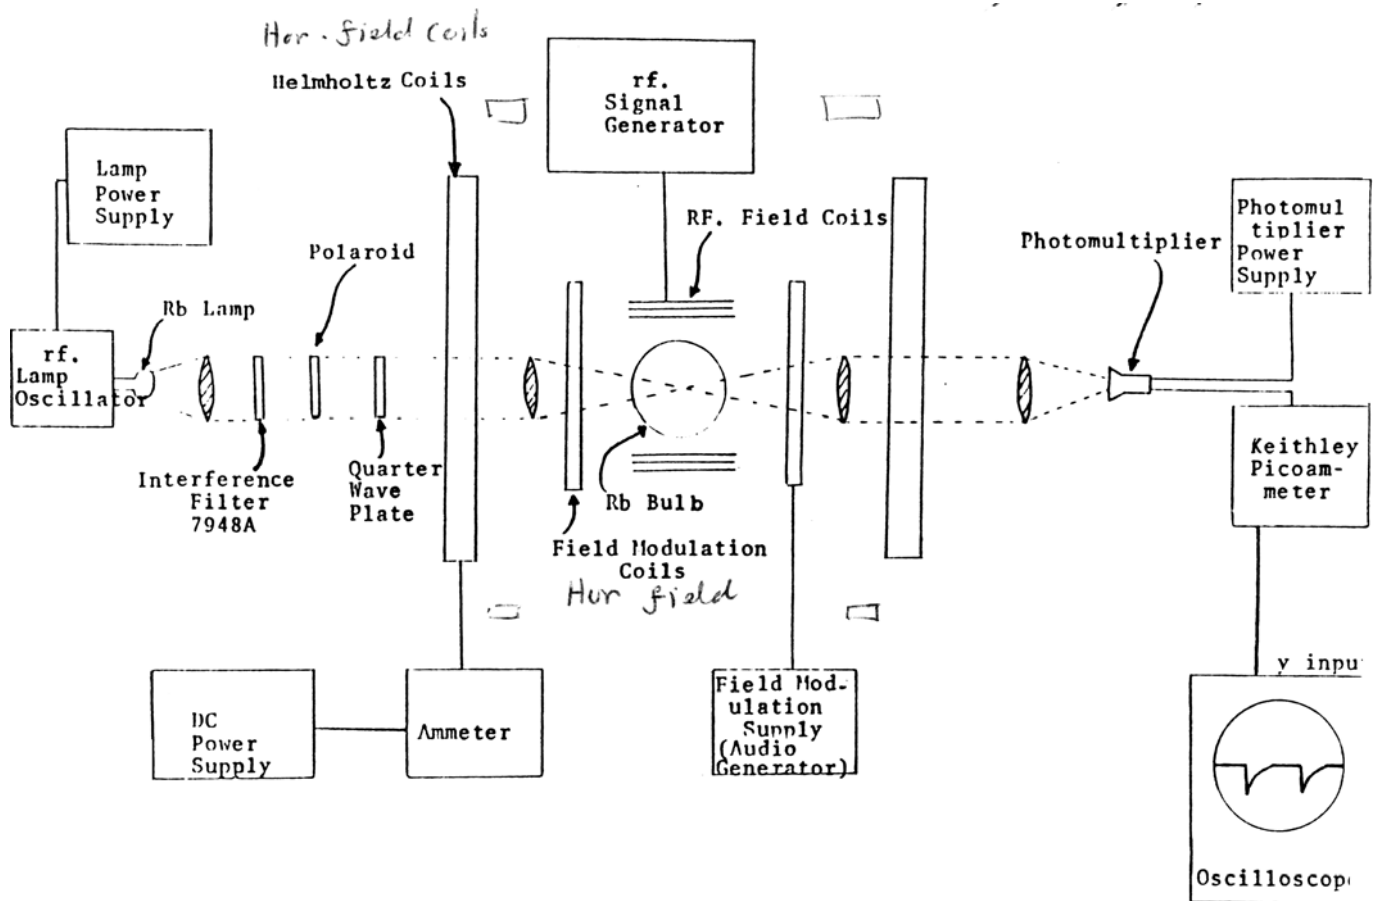 Hor. field coils
Helmholtz Coils
rf.
Signal
Generator
Lamp
Power
Supply
RF. Field Coils
Photomul
tiplier
Power
Supply
Photomultiplier
Polaroid
Rb Lamp
rf.
Lamp
Oscillator
Interference
Filter
7948A
Quarter
Wave
Plate
Rb Bulb
Field Modulation
Coils
Hor field
Keithley
Picoam-
meter
DC
Power
Supply
Ammeter
Field Mod-
ulation
Supply
(Audio
Generator)
y inpu
Oscilloscop